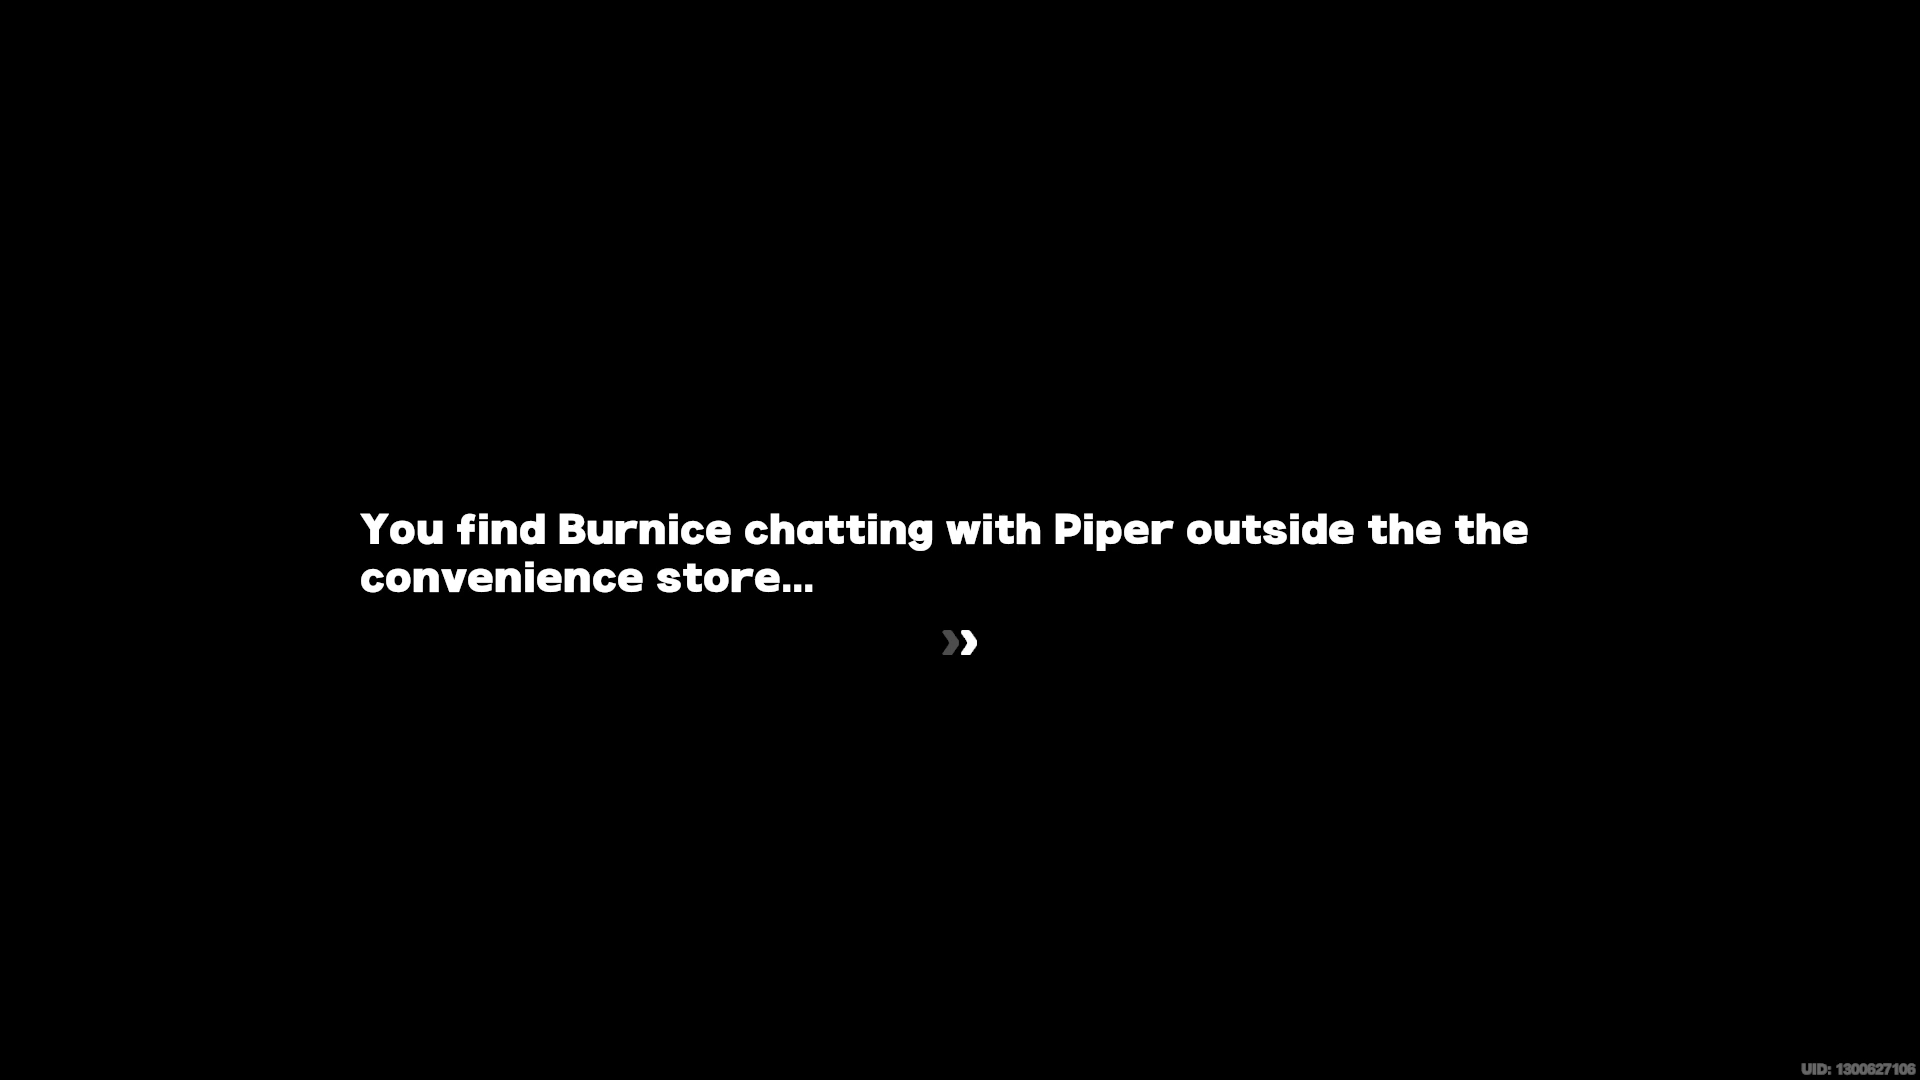 You find Burnice chatting with Piper outside the the
convenience store...
UID: 1300627106